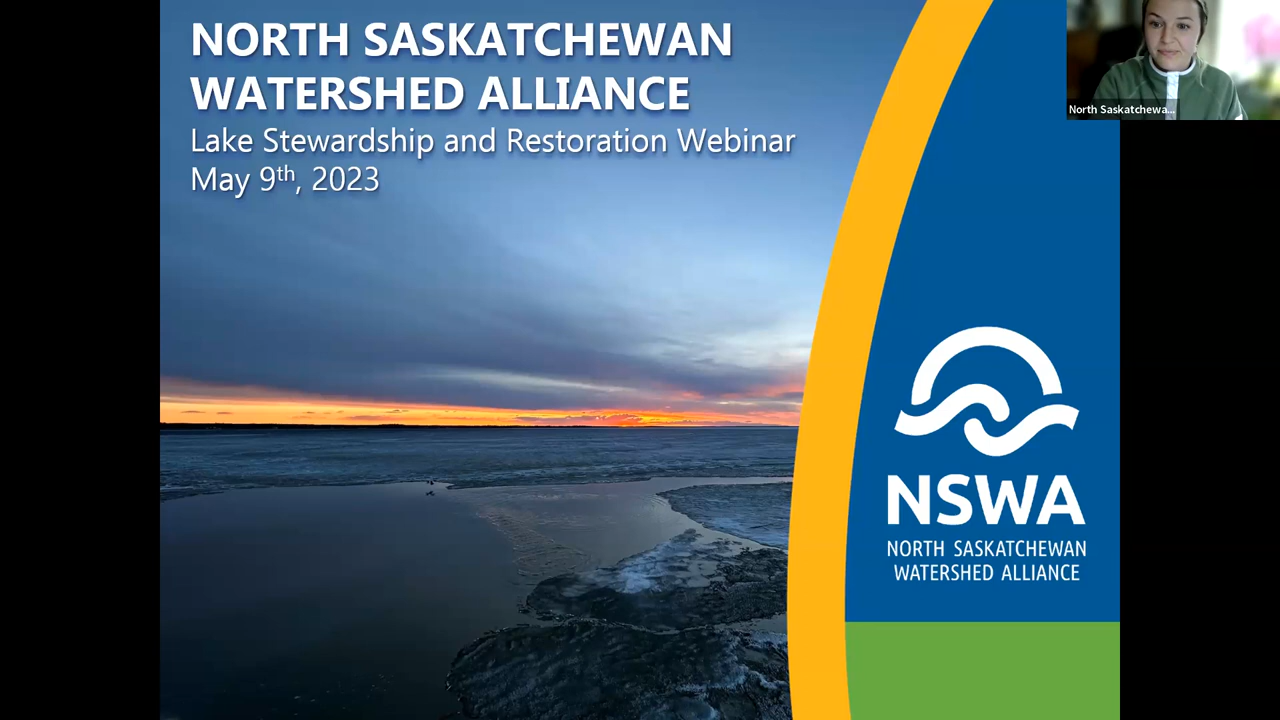 NORTH SASKATCHEWAN
WATERSHED ALLIANCE
Lake Stewardship and Restoration Webinar
May 9th, 2023
North Saskatchewa...
NSWA
NORTH SASKATCHEWAN
WATERSHED ALLIANCE